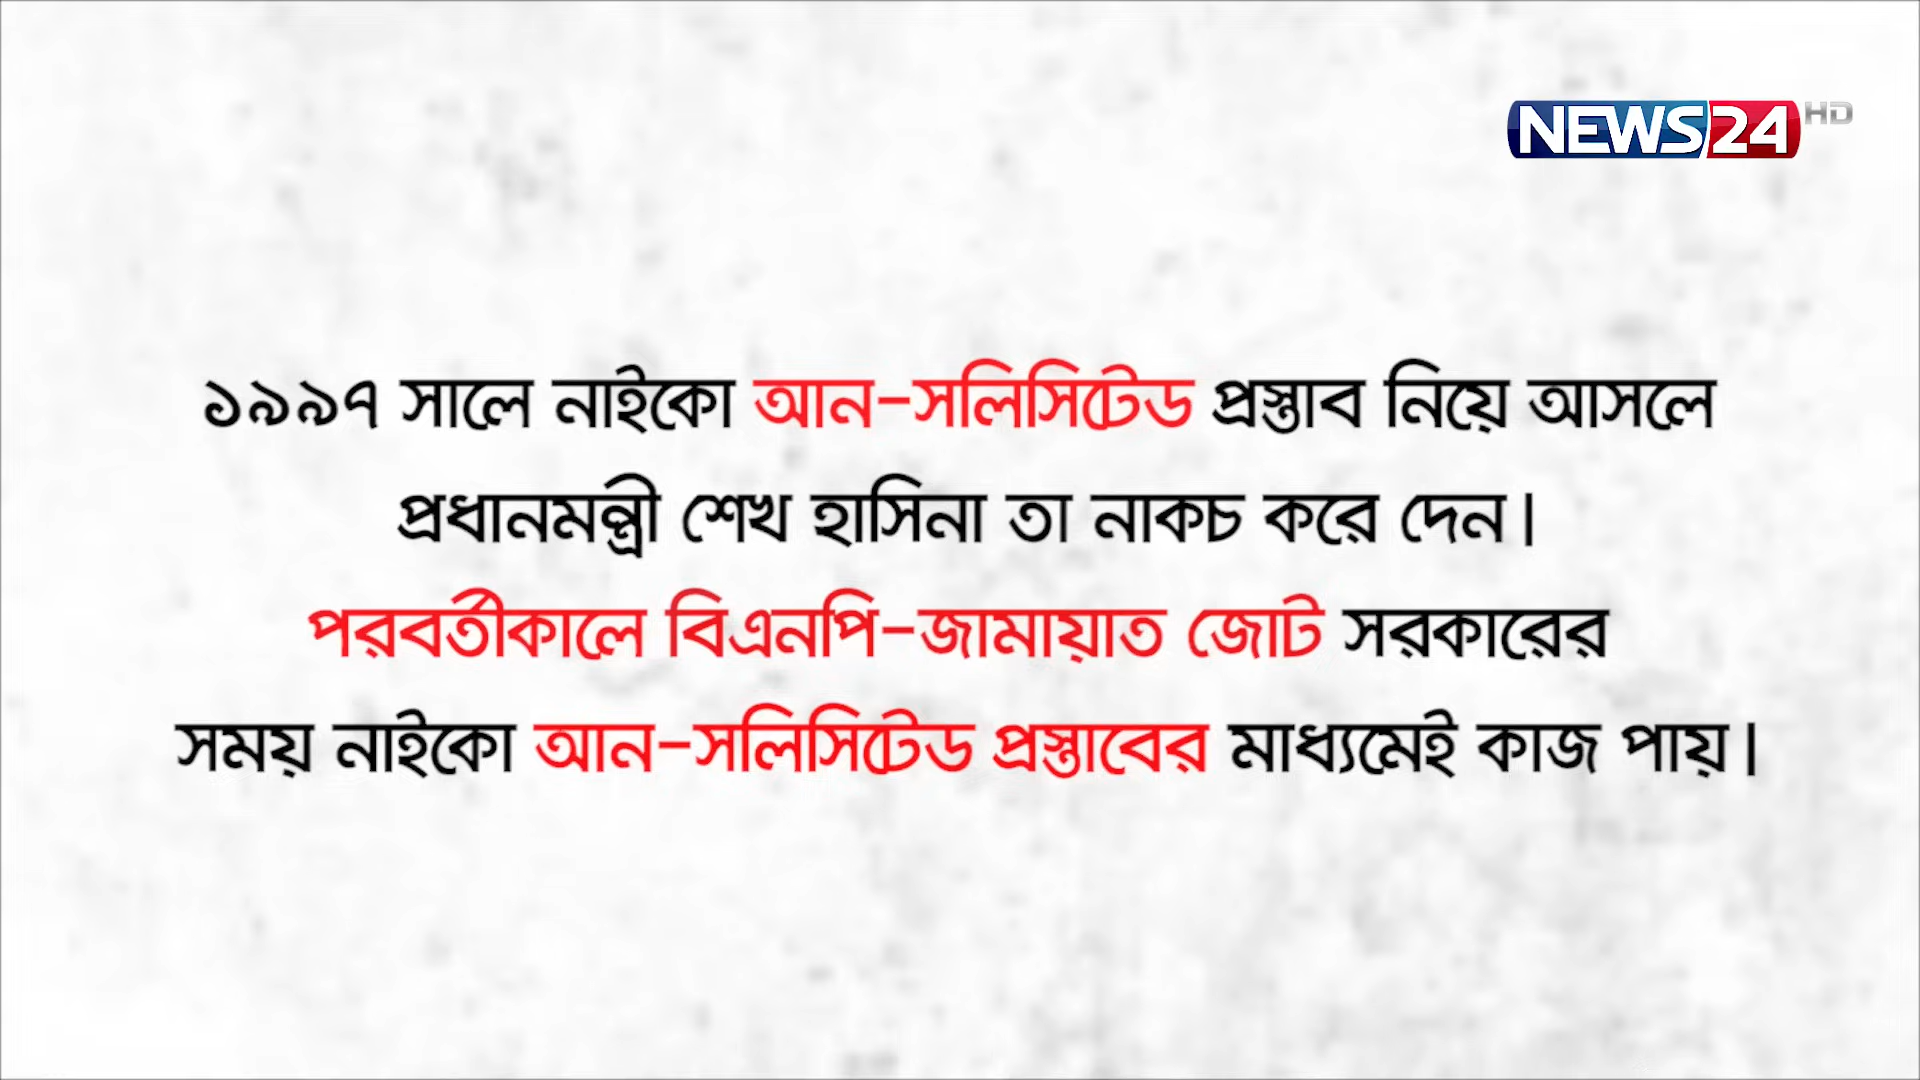 NEWS24 HD
১৯৯৭ সালে নাইকো আন-সলিসিটেড প্রস্তাব নিয়ে আসলে
প্রধানমন্ত্রী শেখ হাসিনা তা নাকচ করে দেন।
পরবর্তীকালে বিএনপি-জামায়াত জোট সরকারের
সময় নাইকো আন-সলিসিটেড প্রস্তাবের মাধ্যমেই কাজ পায়।